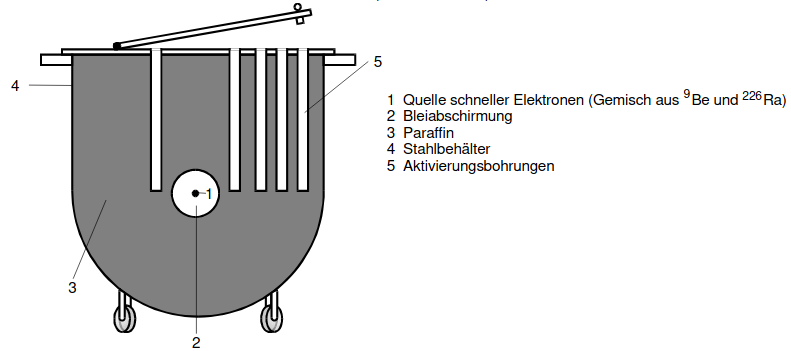 5
4
1 Quelle schneller Elektronen (Gemisch aus ⁹Be und ²²⁶Ra)
2 Bleiabschirmung
3 Paraffin
4 Stahlbehälter
5 Aktivierungsbohrungen
1
3
2